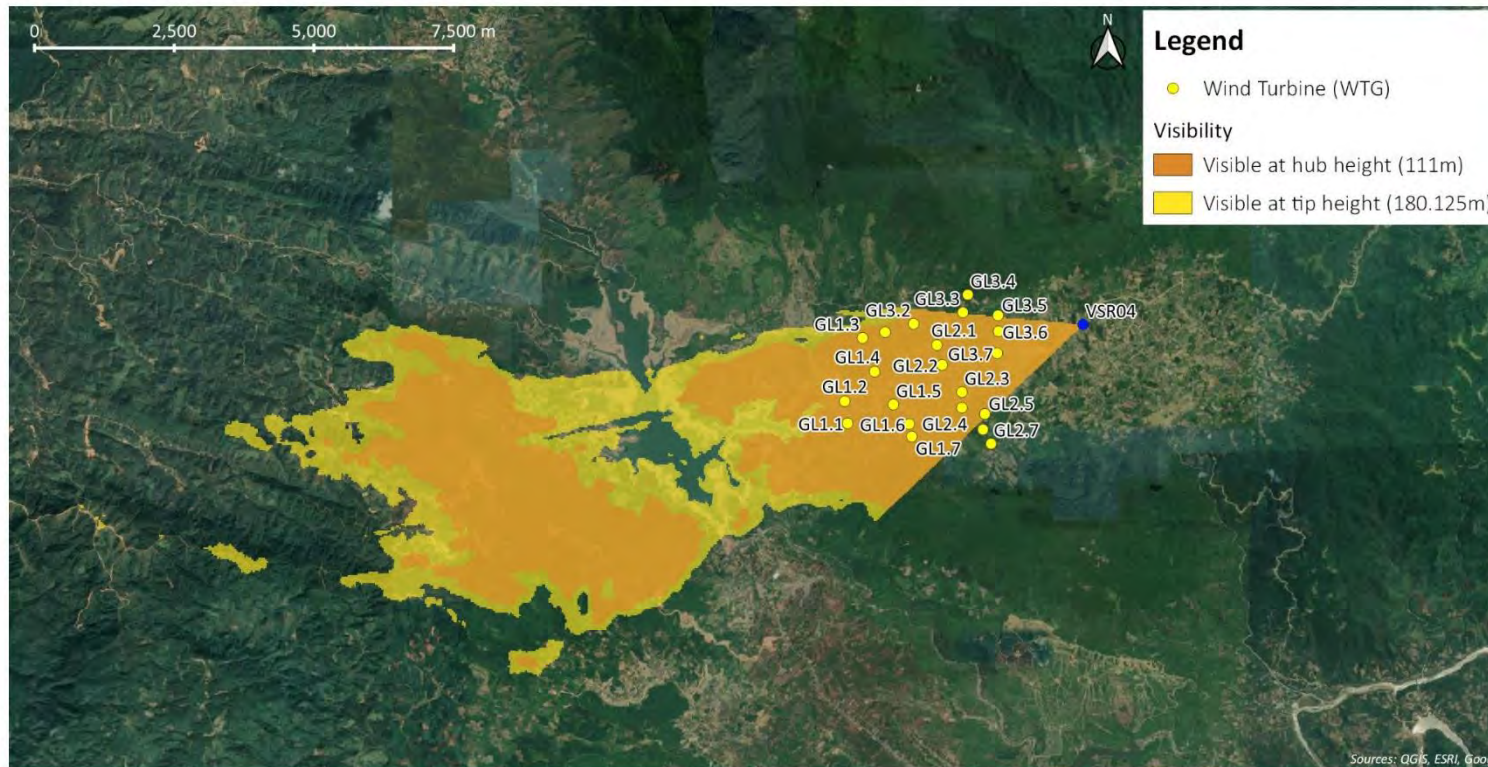 0 2,500 5,000 7,500 m
N
Legend
Wind Turbine (WTG)
Visibility
Visible at hub height (111m)
Visible at tip height (180.125m)
GL3.4
GL3.3
GL3.5
GL3.2
VSR04
GL1.3
GL2.1
GL3.6
GL1.4
GL2.2
GL3.7
GL1.2
GL1.5
GL2.3
GL1.1
GL1.6
GL2.4
GL2.5
GL1.7
GL2.7
Sources: QGIS, ESRI, Goo